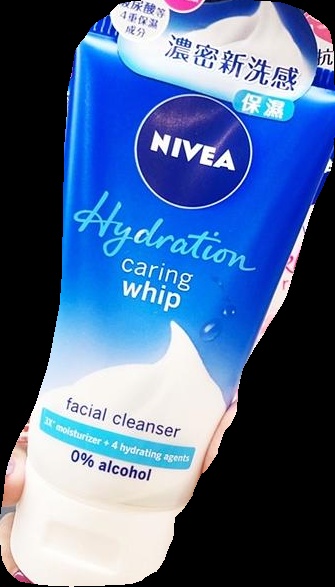 尿酸等
4重保濕
成分
濃密新洗感
保濕
抗
NIVEA
Hydration
caring
whip
facial cleanser
3X* moisturizer + 4 hydrating agents
0% alcohol